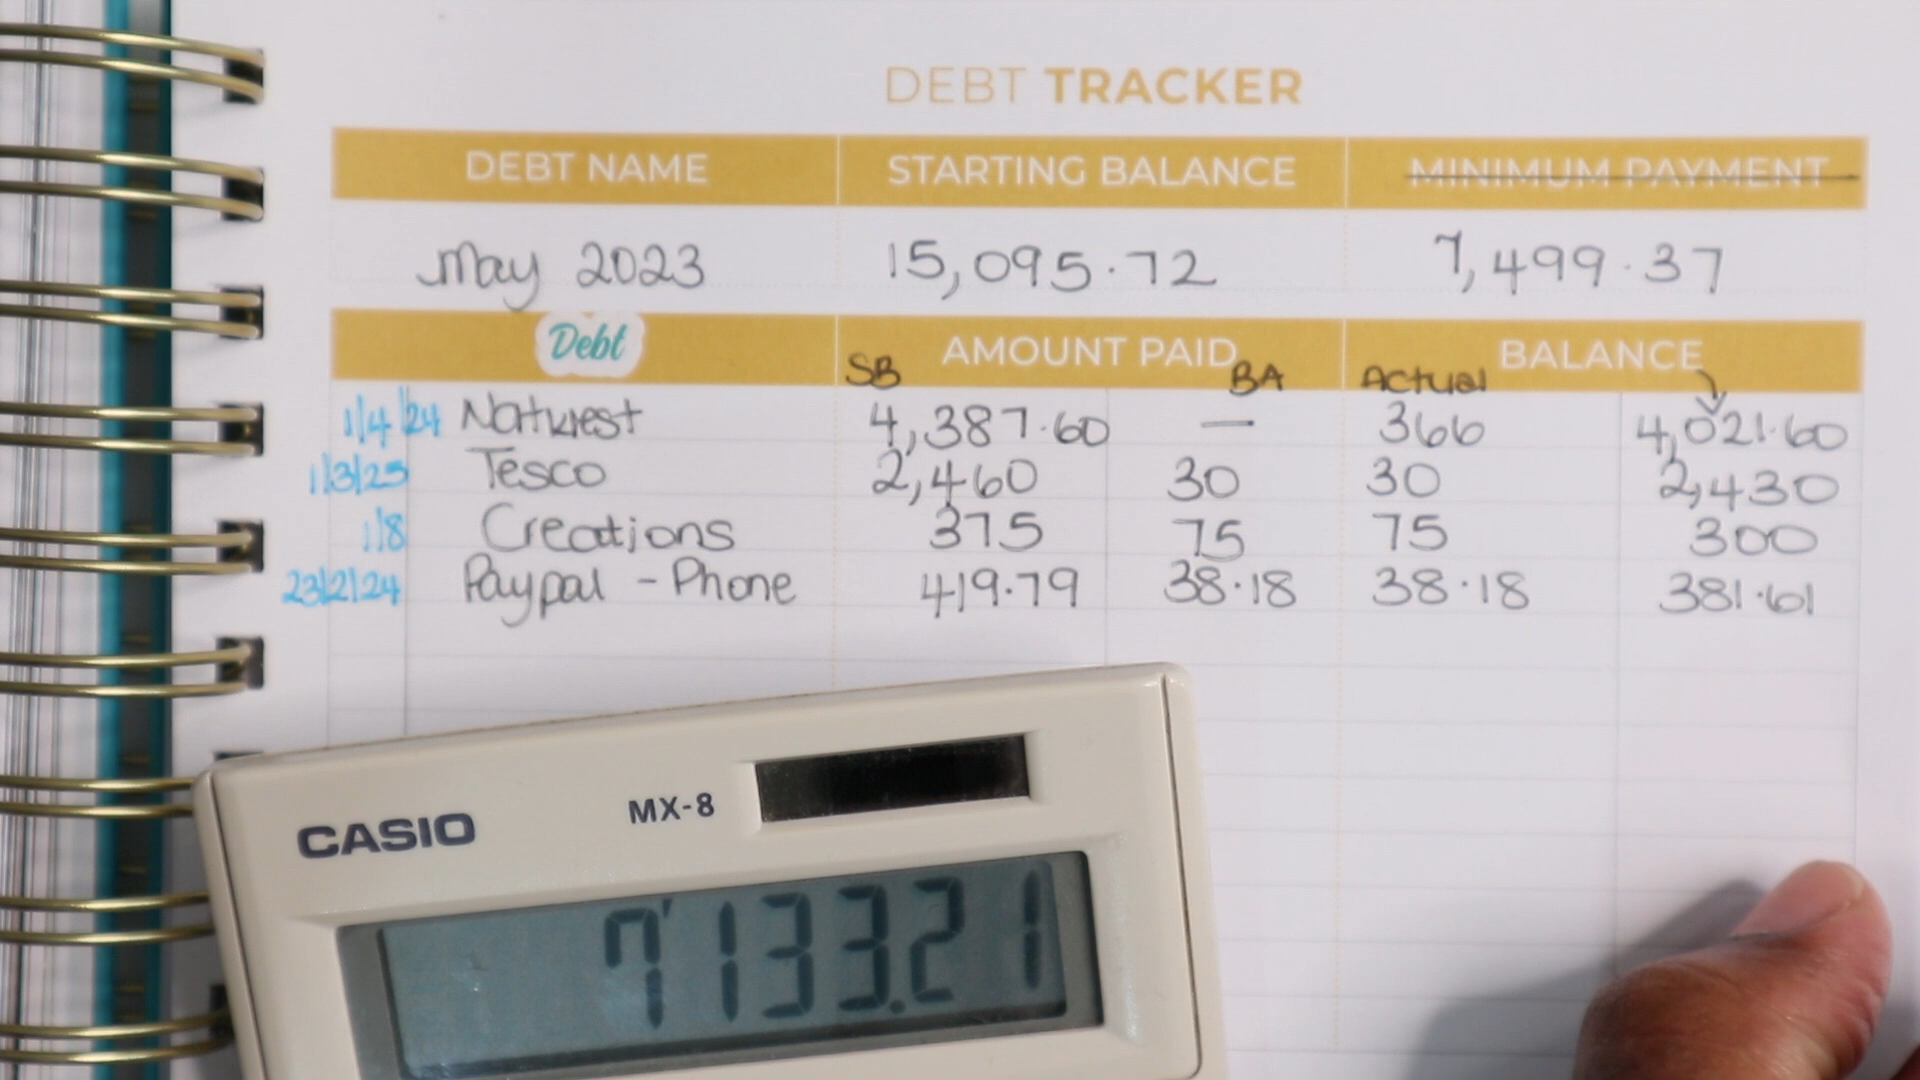 DEBT TRACKER
DEBT NAME STARTING BALANCE MINIMUM PAYMENT
May 2023 15,095.72 7,499.37
Debt AMOUNT PAID BALANCE
SB BA Actual
1/4/24 Natwest 4,387.60 — 366 4,021.60
1/3/25 Tesco 2,460 30 30 2,430
1/8 Creations 375 75 75 300
23/2/24 Paypal - Phone 419.79 38.18 38.18 381.61
CASIO MX-8
7'133.21